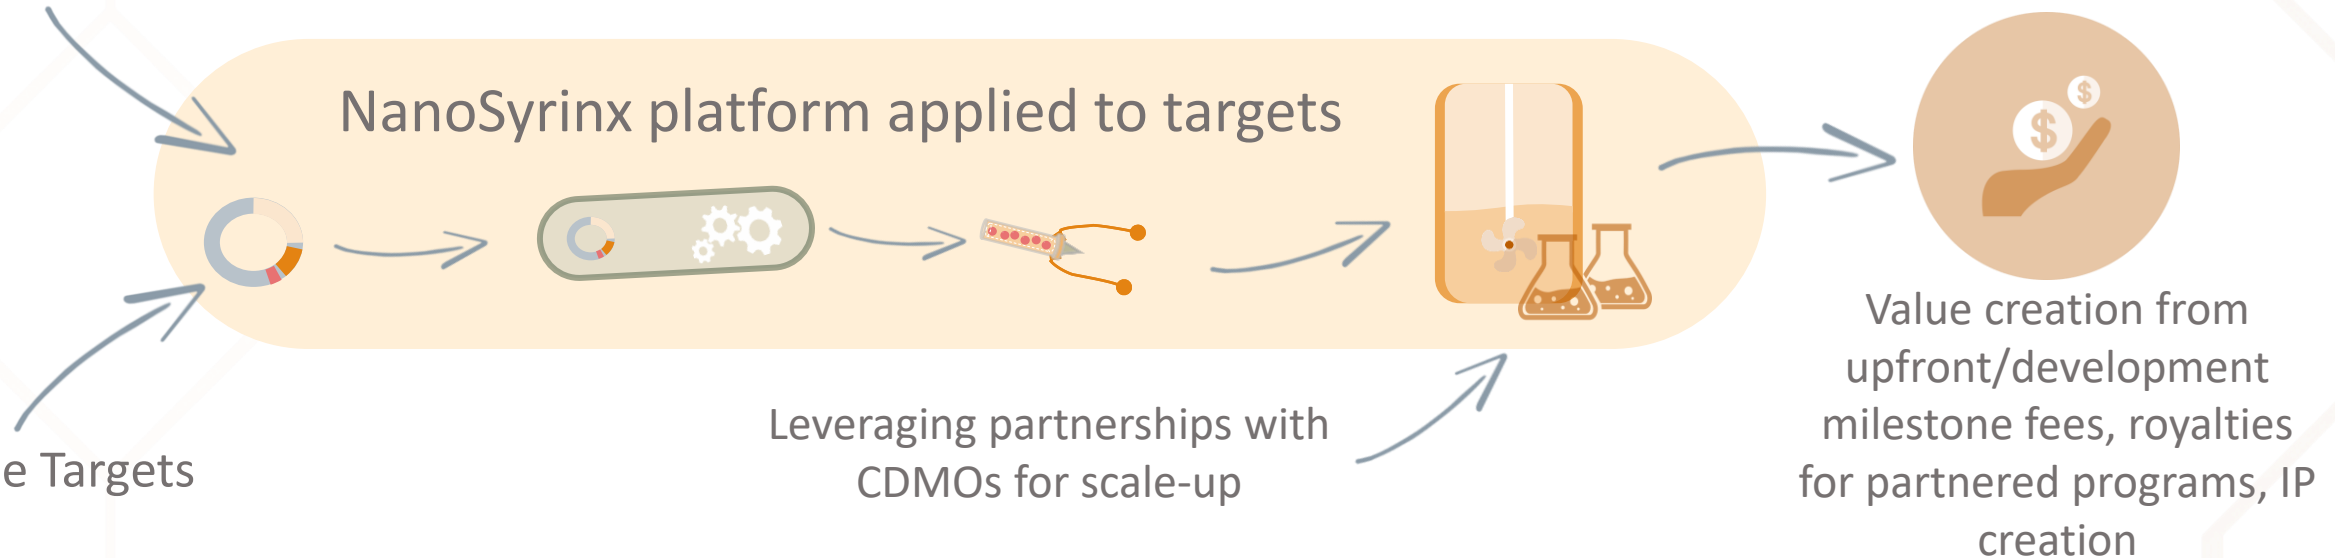 NanoSyrinx platform applied to targets
$
$
Value creation from
upfront/development
milestone fees, royalties
for partnered programs, IP
creation
Leveraging partnerships with
CDMOs for scale-up
e Targets